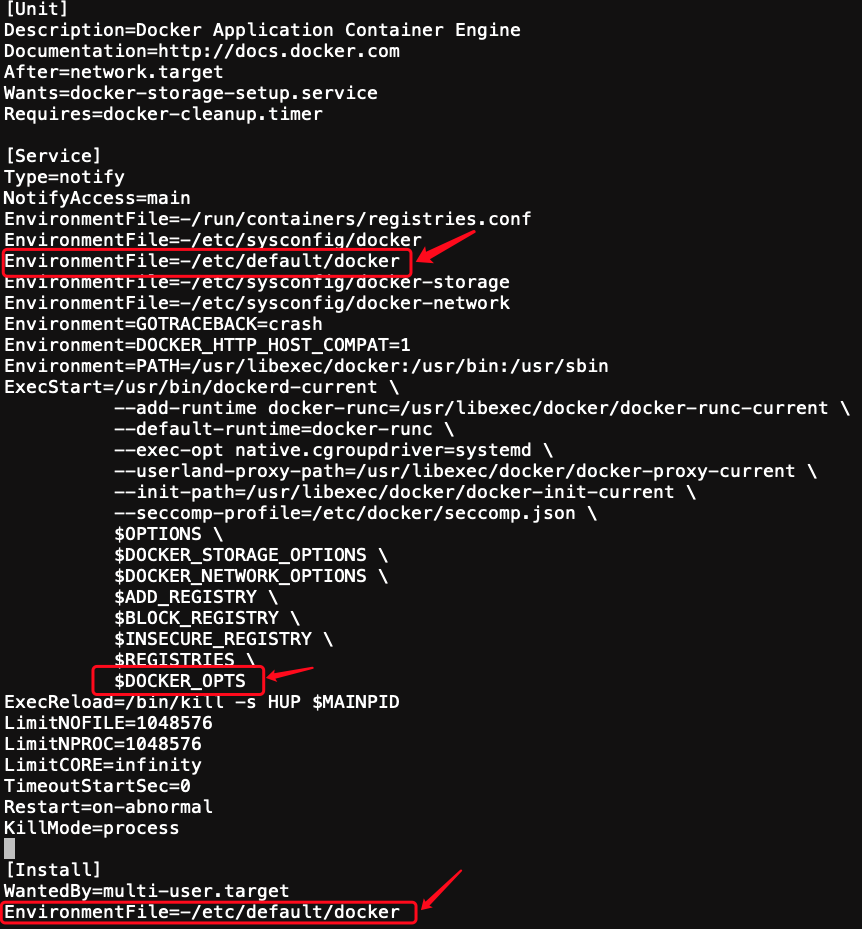 [Unit]
Description=Docker Application Container Engine
Documentation=http://docs.docker.com
After=network.target
Wants=docker-storage-setup.service
Requires=docker-cleanup.timer
[Service]
Type=notify
NotifyAccess=main
EnvironmentFile=-/run/containers/registries.conf
EnvironmentFile=-/etc/sysconfig/docker
EnvironmentFile=-/etc/default/docker
EnvironmentFile=-/etc/sysconfig/docker-storage
EnvironmentFile=-/etc/sysconfig/docker-network
Environment=GOTRACEBACK=crash
Environment=DOCKER_HTTP_HOST_COMPAT=1
Environment=PATH=/usr/libexec/docker:/usr/bin:/usr/sbin
ExecStart=/usr/bin/dockerd-current \
--add-runtime docker-runc=/usr/libexec/docker/docker-runc-current \
--default-runtime=docker-runc \
--exec-opt native.cgroupdriver=systemd \
--userland-proxy-path=/usr/libexec/docker/docker-proxy-current \
--init-path=/usr/libexec/docker/docker-init-current \
--seccomp-profile=/etc/docker/seccomp.json \
$OPTIONS \
$DOCKER_STORAGE_OPTIONS \
$DOCKER_NETWORK_OPTIONS \
$ADD_REGISTRY \
$BLOCK_REGISTRY \
$INSECURE_REGISTRY \
$REGISTRIES \
$DOCKER_OPTS
ExecReload=/bin/kill -s HUP $MAINPID
LimitNOFILE=1048576
LimitNPROC=1048576
LimitCORE=infinity
TimeoutStartSec=0
Restart=on-abnormal
KillMode=process
[Install]
WantedBy=multi-user.target
EnvironmentFile=-/etc/default/docker